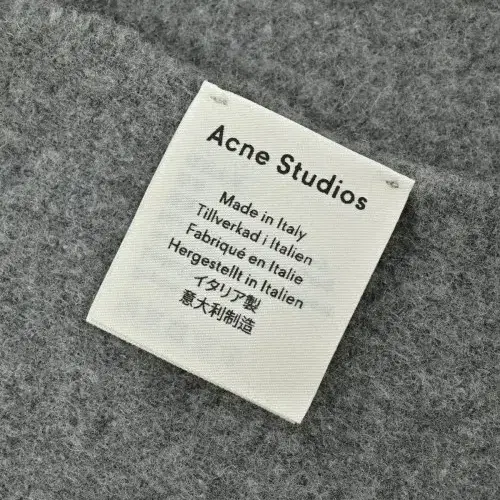 Acne Studios
Made in Italy
Tillverkad i Italien
Fabriqué en Italie
Hergestellt in Italien
イタリア製
意大利制造